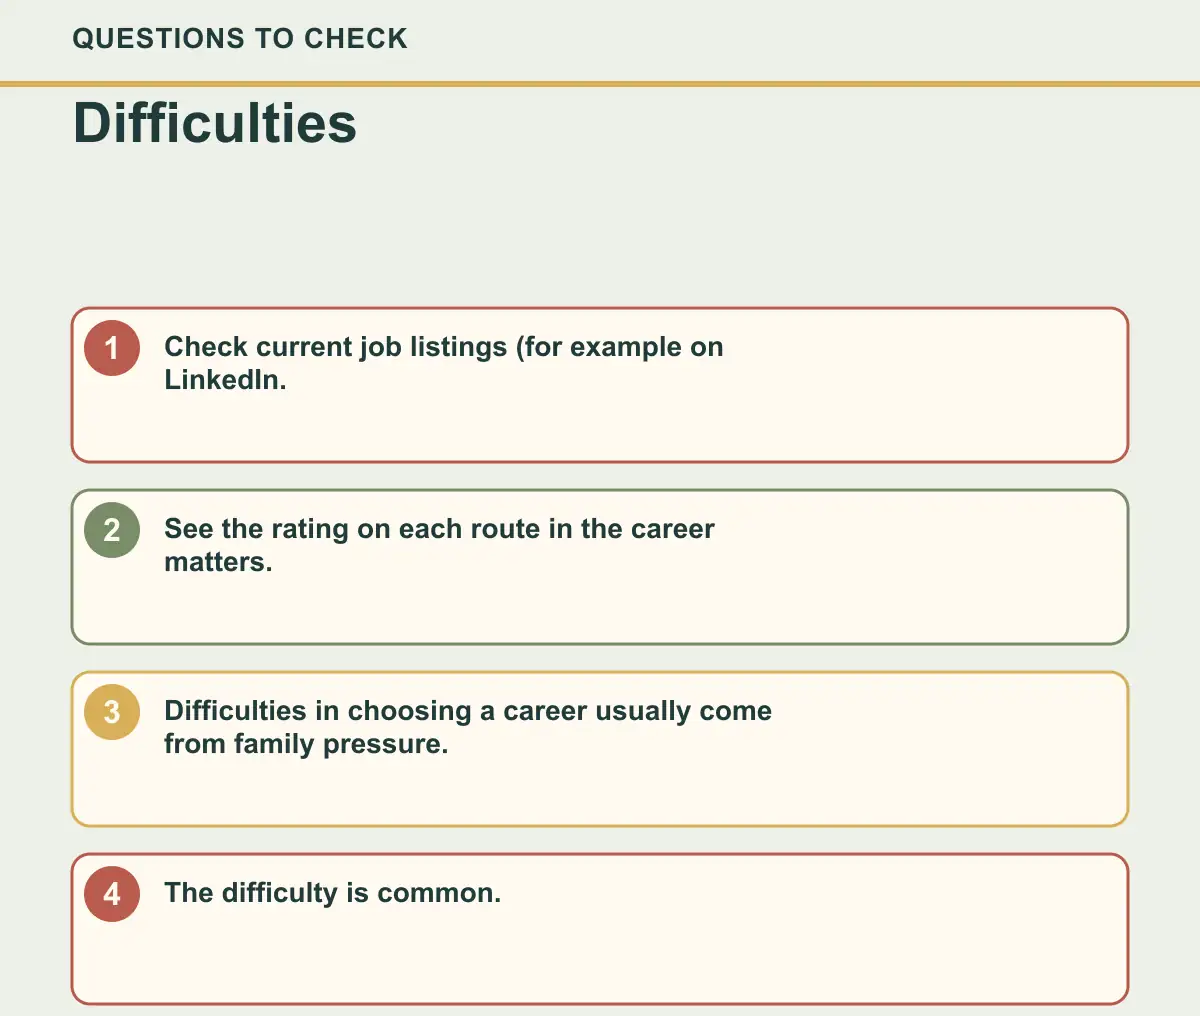 QUESTIONS TO CHECK
Difficulties
1
Check current job listings (for example on
LinkedIn.
2
See the rating on each route in the career
matters.
3
Difficulties in choosing a career usually come
from family pressure.
4
The difficulty is common.